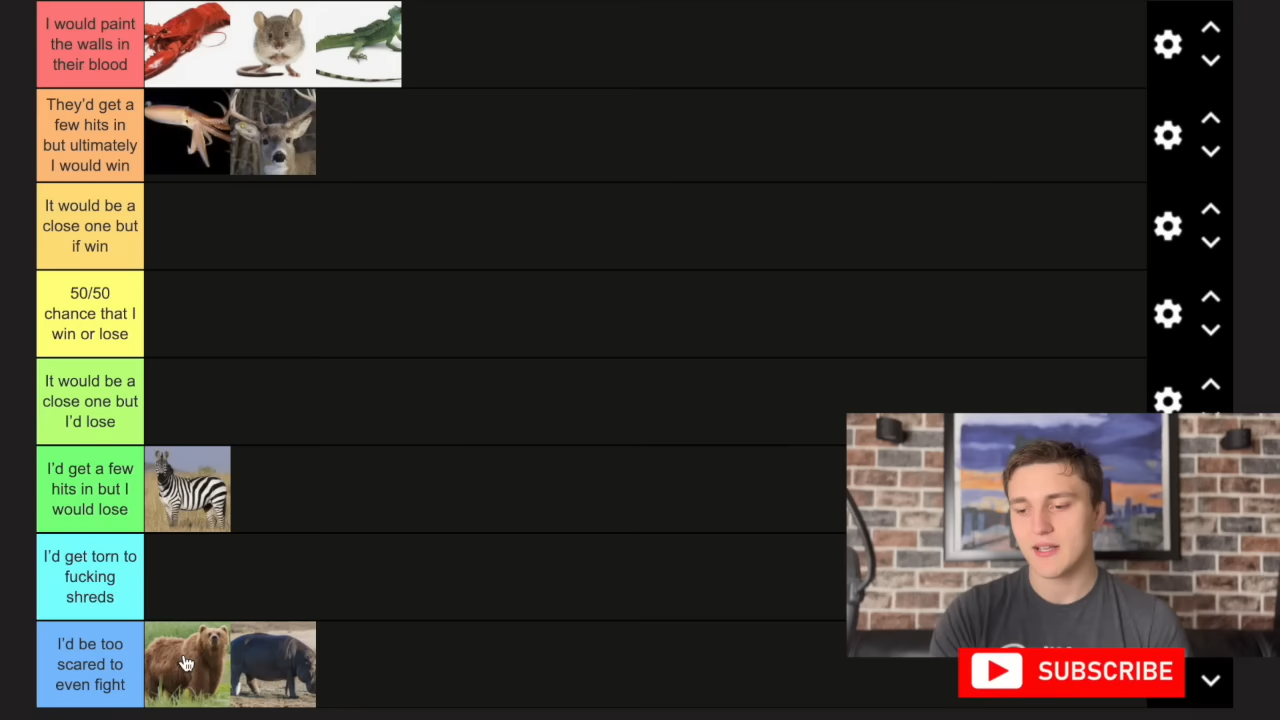 I would paint
the walls in
their blood
They'd get a
few hits in
but ultimately
I would win
It would be a
close one but
if win
50/50
chance that I
win or lose
It would be a
close one but
I'd lose
I'd get a few
hits in but I
would lose
I'd get torn to
fucking
shreds
I'd be too
scared to
even fight
SUBSCRIBE